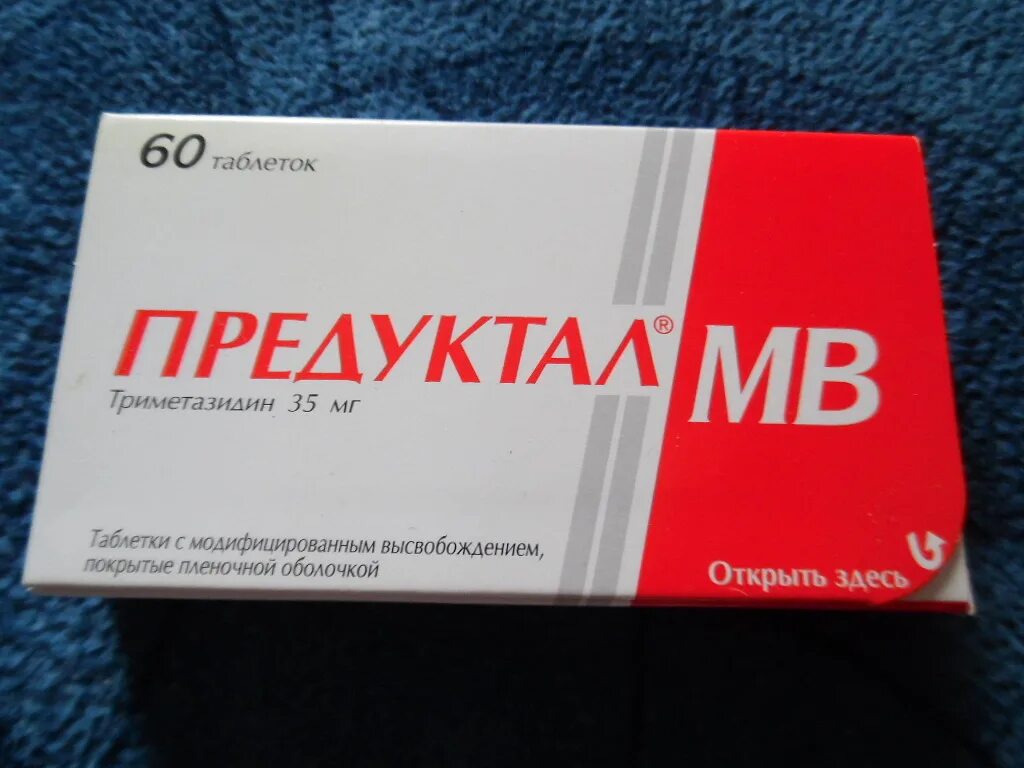 60 таблеток
ПРЕДУКТАЛ® МВ
Триметазидин 35 мг
Таблетки с модифицированным высвобождением,
покрытые пленочной оболочкой
Открыть здесь